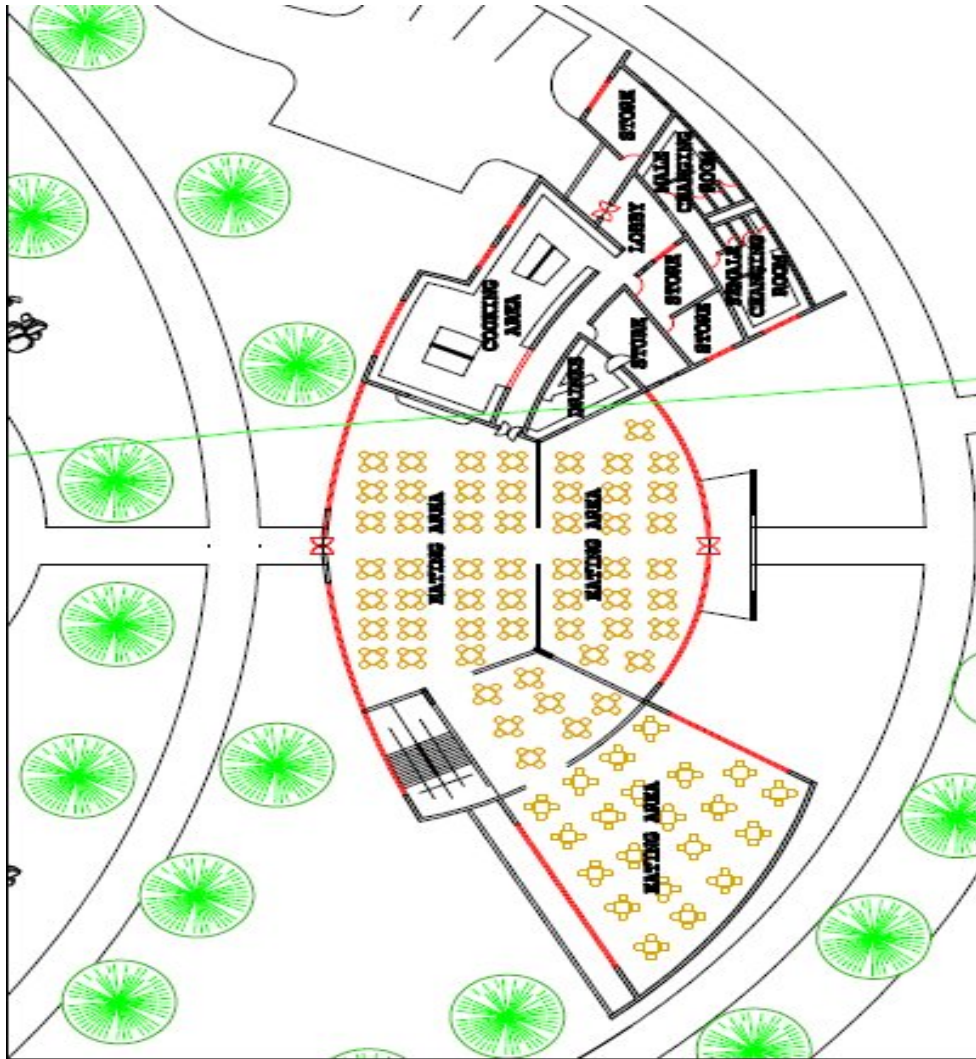 STORE
MALE
CHANGING
ROOM
LOBBY
STORE
FEMALE
CHANGING
ROOM
STORE
STORE
COOKING
AREA
DRINKS
EATING AREA
EATING AREA
EATING AREA